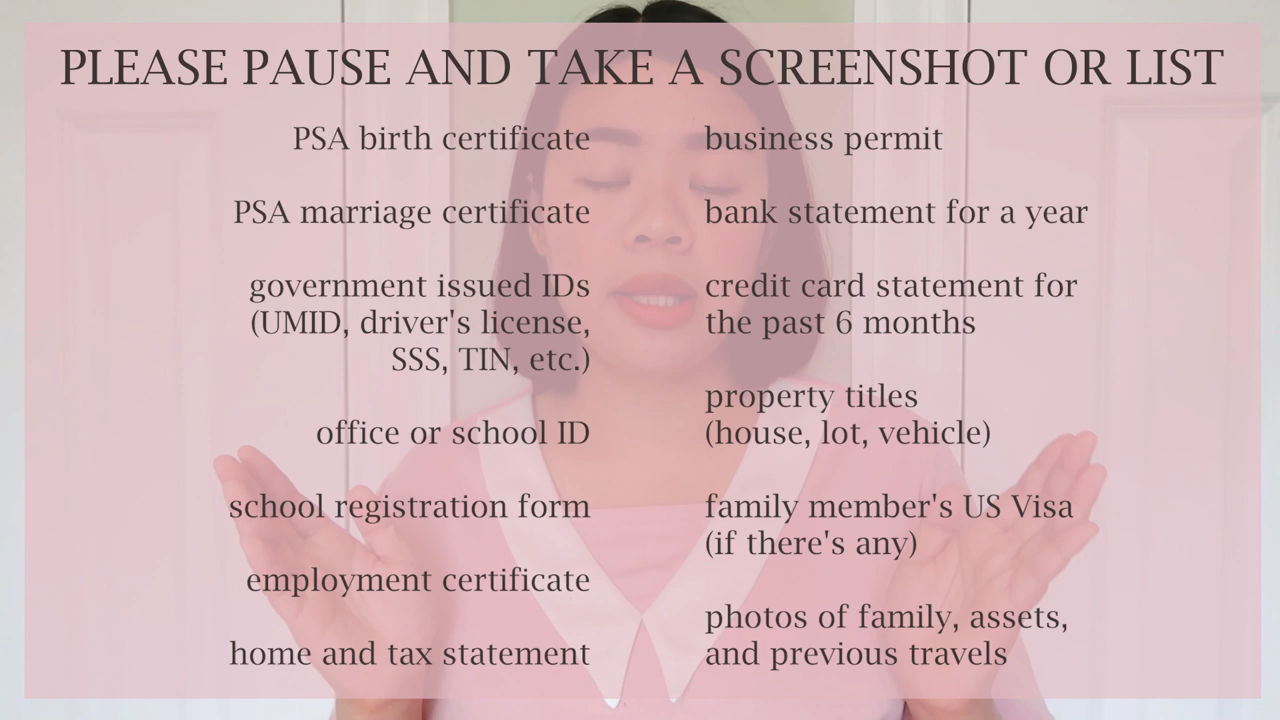 PLEASE PAUSE AND TAKE A SCREENSHOT OR LIST
PSA birth certificate
PSA marriage certificate
government issued IDs
(UMID, driver's license,
SSS, TIN, etc.)
office or school ID
school registration form
employment certificate
home and tax statement
business permit
bank statement for a year
credit card statement for
the past 6 months
property titles
(house, lot, vehicle)
family member's US Visa
(if there's any)
photos of family, assets,
and previous travels